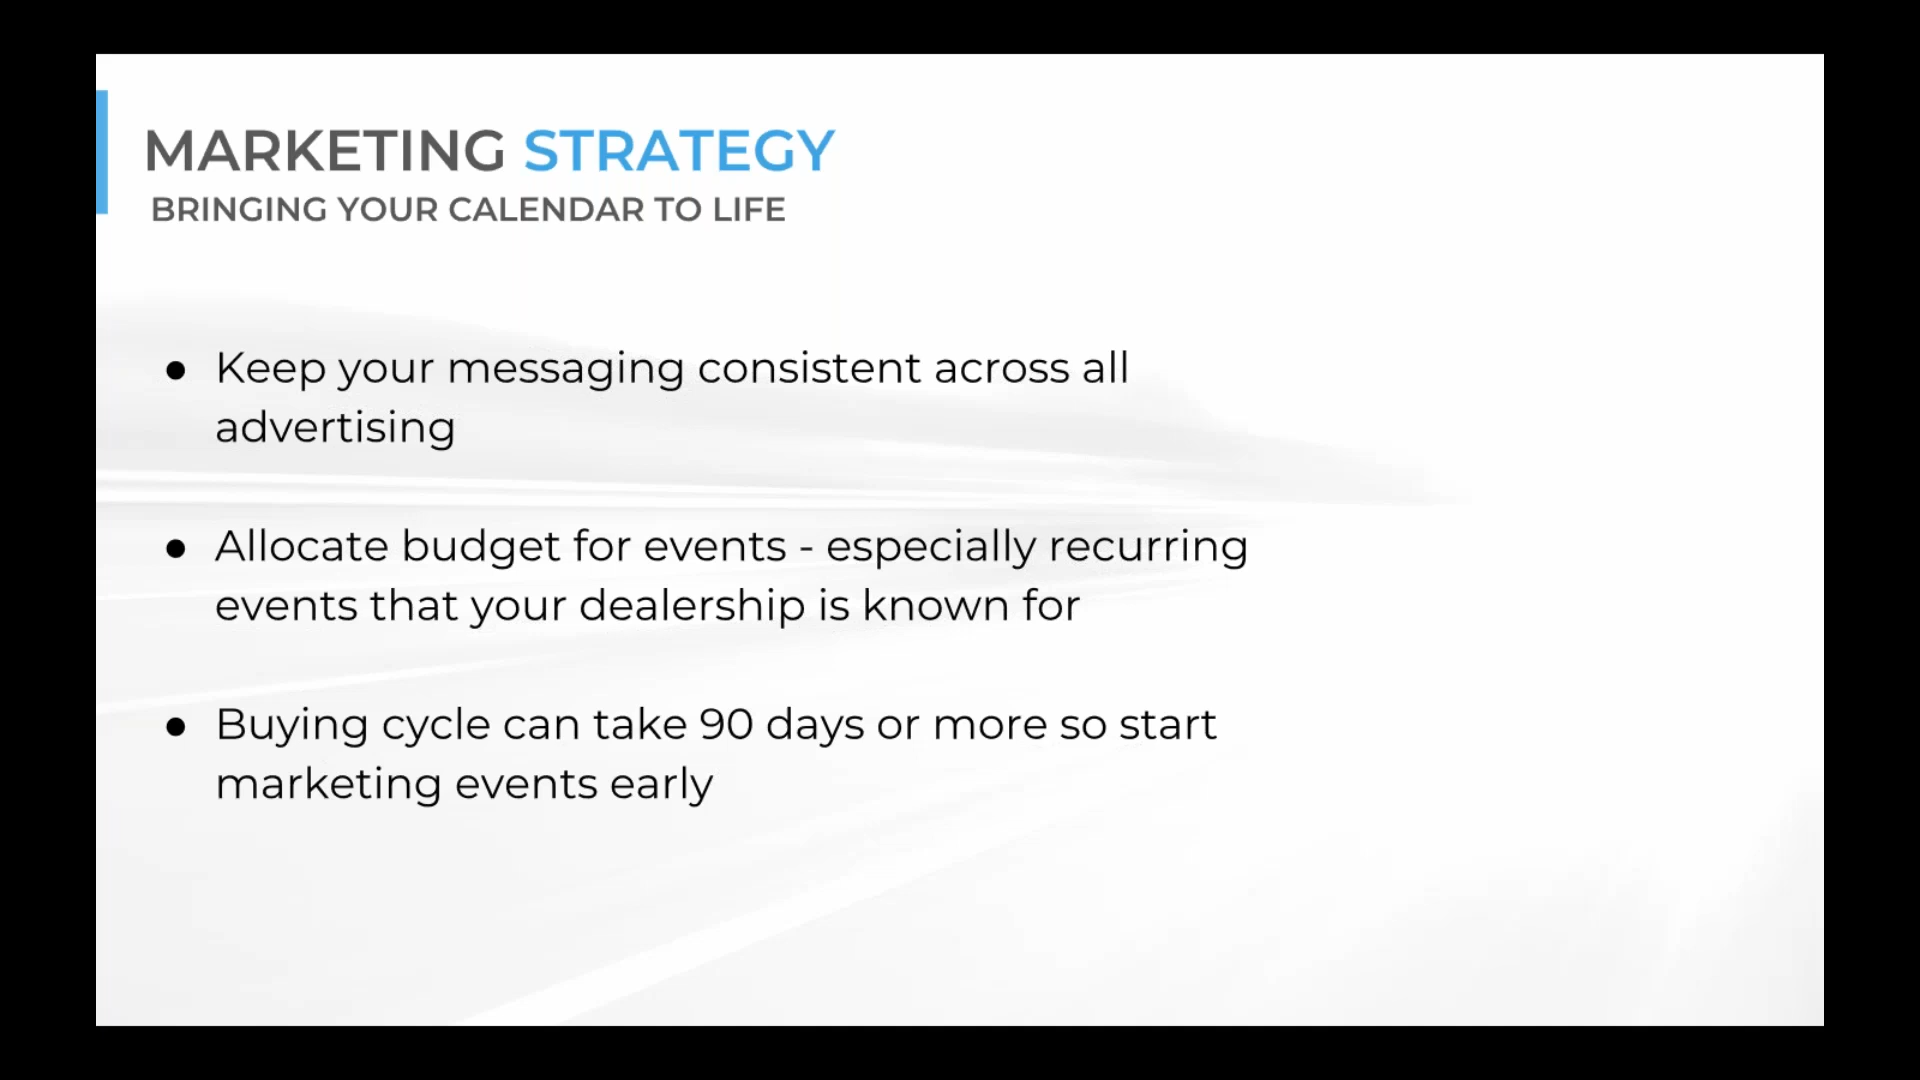 MARKETING STRATEGY
BRINGING YOUR CALENDAR TO LIFE
● Keep your messaging consistent across all
advertising
● Allocate budget for events - especially recurring
events that your dealership is known for
● Buying cycle can take 90 days or more so start
marketing events early